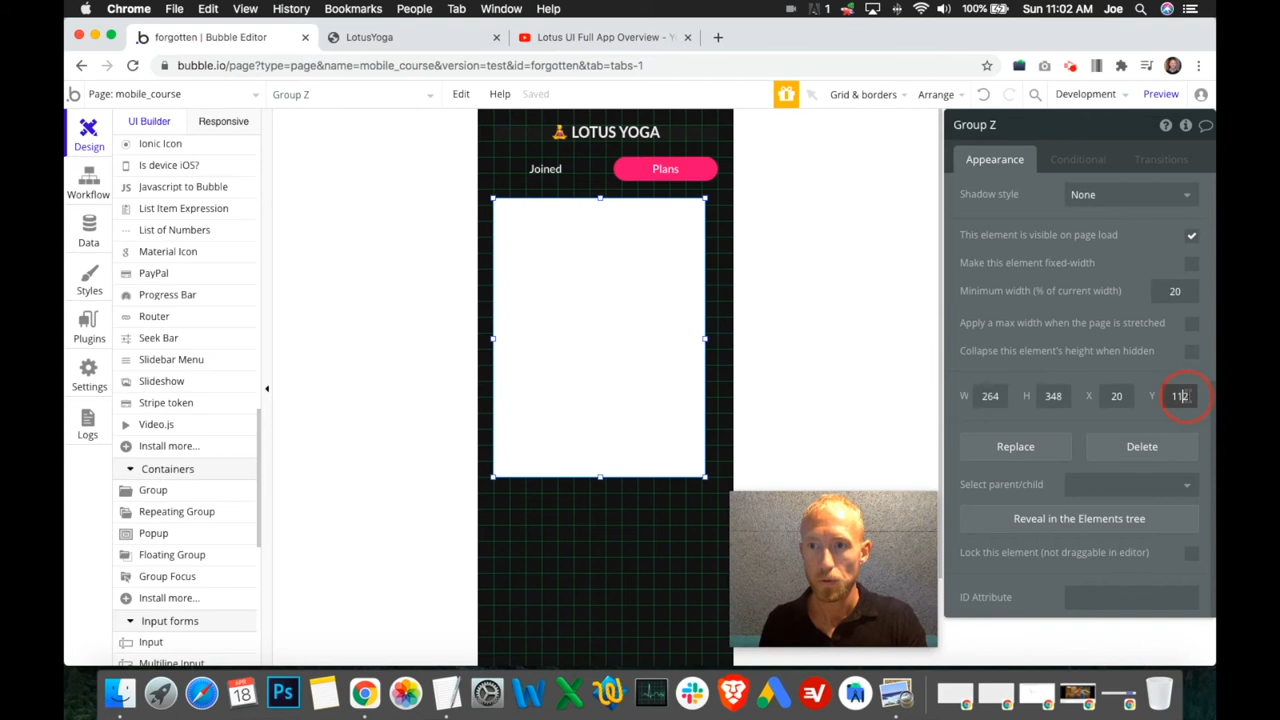 Chrome File Edit View History Bookmarks People Tab Window Help 1 100% Sun 11:02 AM Joe
forgotten | Bubble Editor LotusYoga Lotus UI Full App Overview - Y
bubble.io/page?type=page&name=mobile_course&version=test&id=forgotten&tab=tabs-1
Page: mobile_course Group Z Edit Help Saved Grid & borders Arrange Development Preview
UI Builder Responsive
Design
Workflow
Data
Styles
Plugins
Settings
Logs
Ionic Icon
Is device iOS?
Javascript to Bubble
List Item Expression
List of Numbers
Material Icon
PayPal
Progress Bar
Router
Seek Bar
Slidebar Menu
Slideshow
Stripe token
Video.js
Install more...
Containers
Group
Repeating Group
Popup
Floating Group
Group Focus
Install more...
Input forms
Input
Multiline Input
LOTUS YOGA
Joined Plans
Group Z
Appearance Conditional Transitions
Shadow style None
This element is visible on page load
Make this element fixed-width
Minimum width (% of current width) 20
Apply a max width when the page is stretched
Collapse this element's height when hidden
W 264 H 348 X 20 Y 112
Replace Delete
Select parent/child
Reveal in the Elements tree
Lock this element (not draggable in editor)
ID Attribute
APR 18
Ps